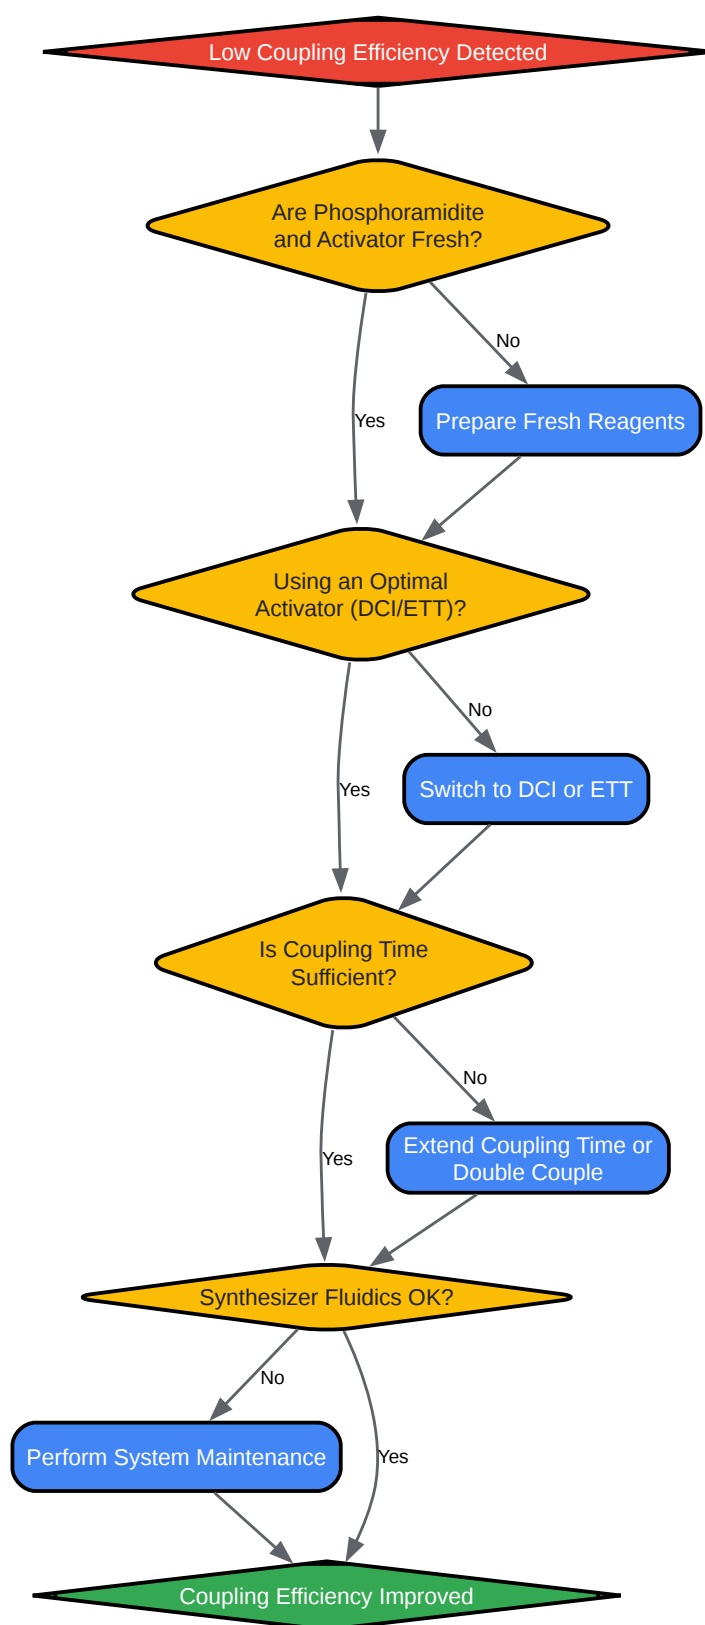 Low Coupling Efficiency Detected
Are Phosphoramidite
and Activator Fresh?
No
Yes
Prepare Fresh Reagents
Using an Optimal
Activator (DCI/ETT)?
No
Yes
Switch to DCI or ETT
Is Coupling Time
Sufficient?
No
Yes
Extend Coupling Time or
Double Couple
Synthesizer Fluidics OK?
No
Yes
Perform System Maintenance
Coupling Efficiency Improved